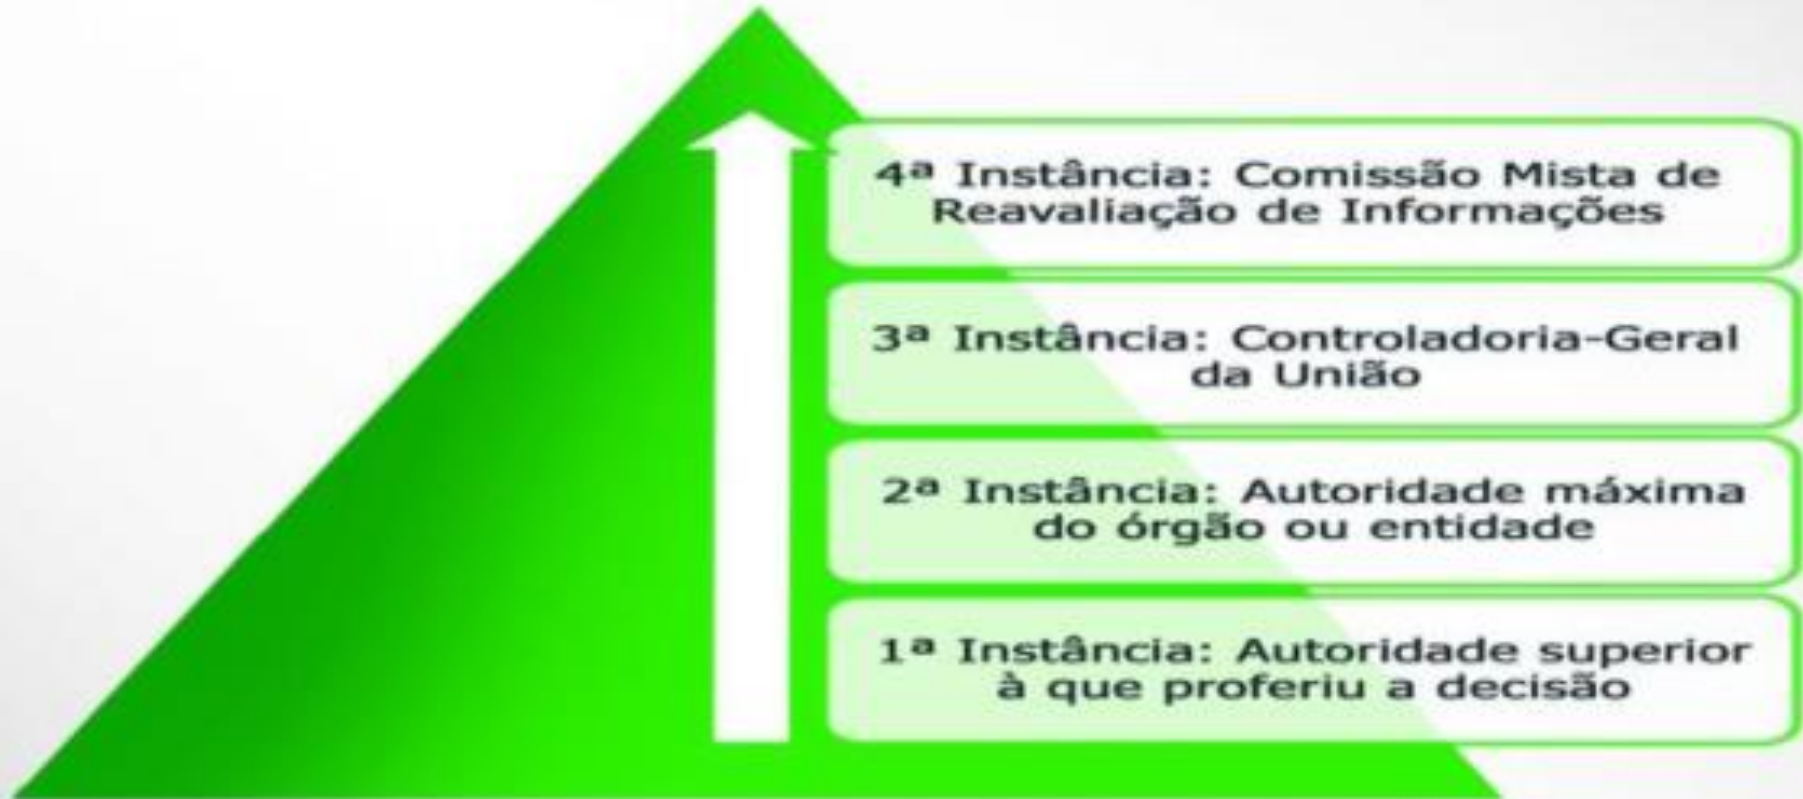 4ª Instância: Comissão Mista de
Reavaliação de Informações
3ª Instância: Controladoria-Geral
da União
2ª Instância: Autoridade máxima
do órgão ou entidade
1ª Instância: Autoridade superior
à que proferiu a decisão